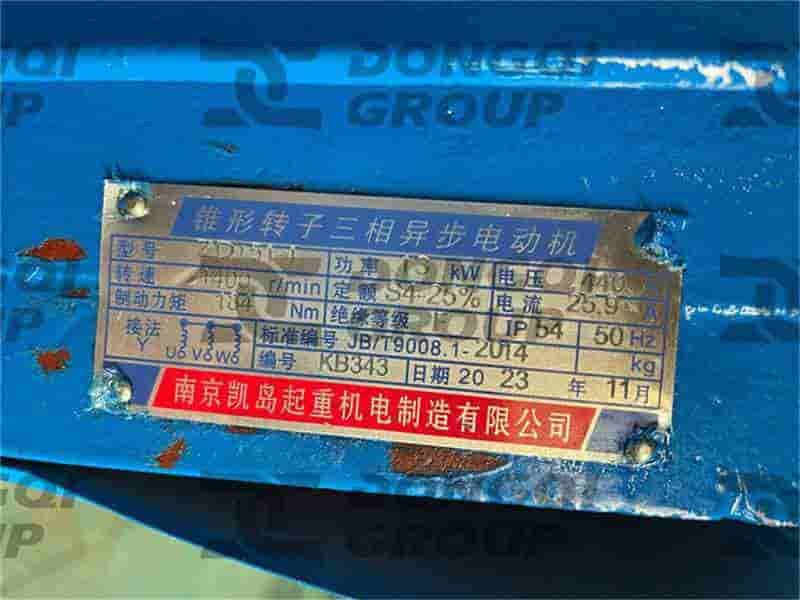 DONGQI
GROUP
锥形转子三相异步电动机
型号 功率 13 kW 电压 440
转速 1400 r/min 定额 S4-25% 电流 25.9 A
制动力矩 Nm 绝缘等级 F IP 54 50 Hz
接法 Y U6 V6 W6 标准编号 JB/T9008.1-2014 kg
编号 KB343 日期 20 23 年 11 月
南京凯岛起重机电制造有限公司
DONGQI
GROUP